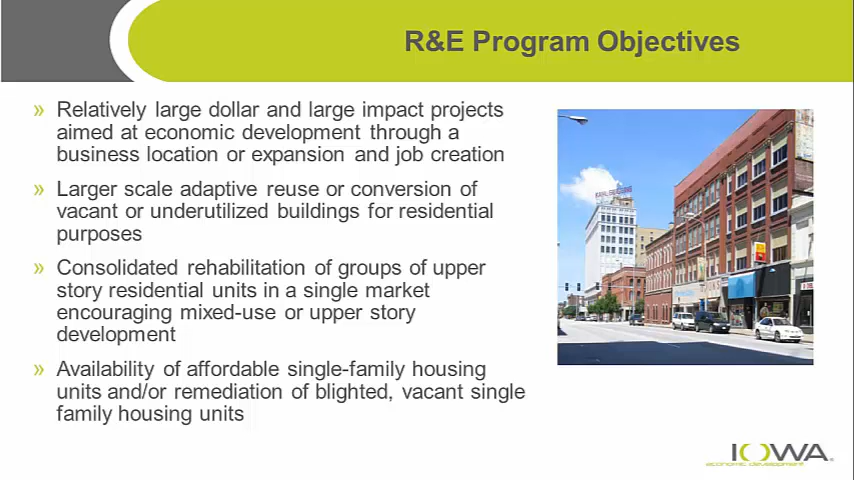 R&E Program Objectives
» Relatively large dollar and large impact projects
aimed at economic development through a
business location or expansion and job creation
» Larger scale adaptive reuse or conversion of
vacant or underutilized buildings for residential
purposes
» Consolidated rehabilitation of groups of upper
story residential units in a single market
encouraging mixed-use or upper story
development
» Availability of affordable single-family housing
units and/or remediation of blighted, vacant single
family housing units
IOWA
economic development